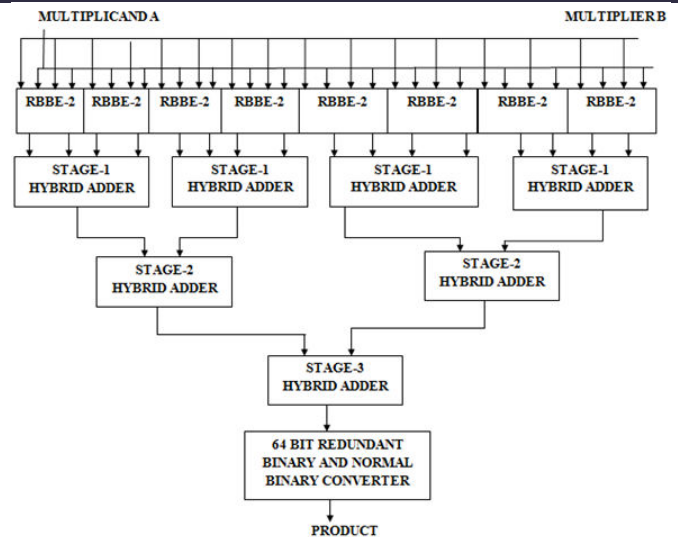 MULTIPLICAND A MULTIPLIER B
RBBE-2 RBBE-2 RBBE-2 RBBE-2 RBBE-2 RBBE-2 RBBE-2 RBBE-2
STAGE-1
HYBRID ADDER
STAGE-1
HYBRID ADDER
STAGE-1
HYBRID ADDER
STAGE-1
HYBRID ADDER
STAGE-2
HYBRID ADDER
STAGE-2
HYBRID ADDER
STAGE-3
HYBRID ADDER
64 BIT REDUNDANT
BINARY AND NORMAL
BINARY CONVERTER
PRODUCT